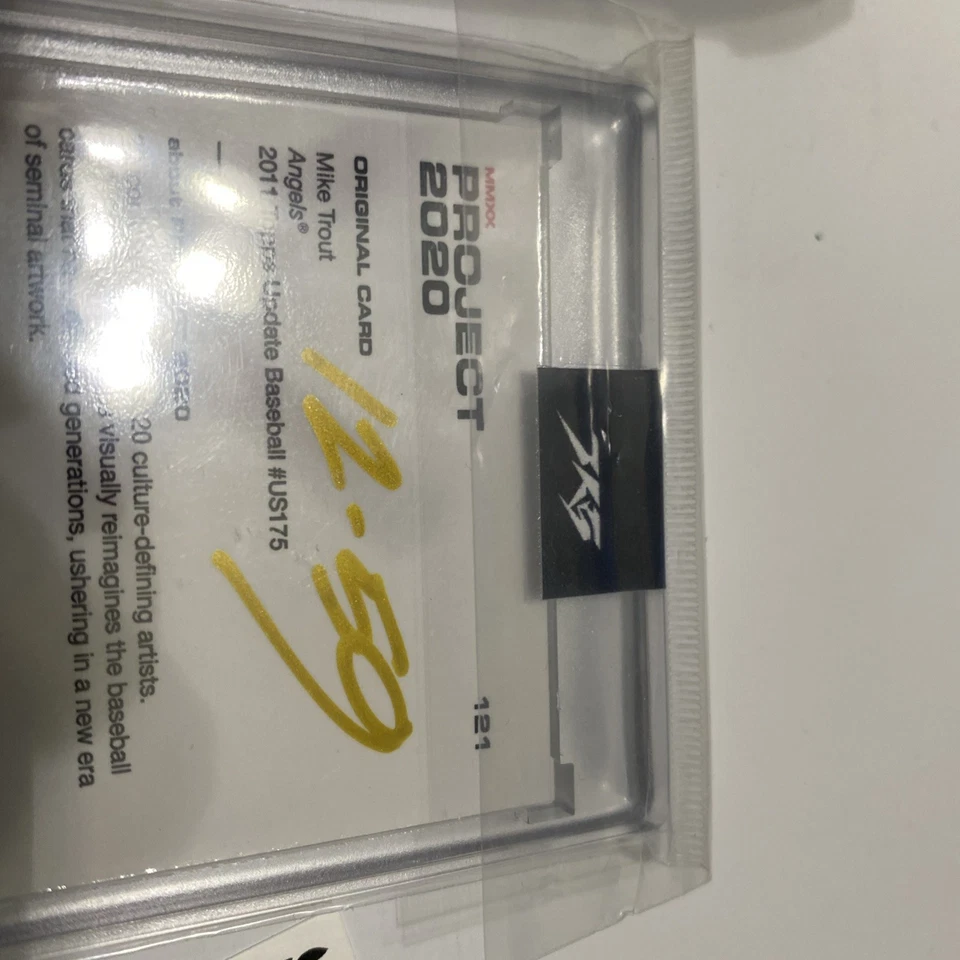 MMXX
PROJECT
2020
121
ORIGINAL CARD
Mike Trout
Angels®
2011 Topps Update Baseball #US175
12-59
2020
20 culture-defining artists.
visually reimagines the baseball
generations, ushering in a new era
of seminal artwork.